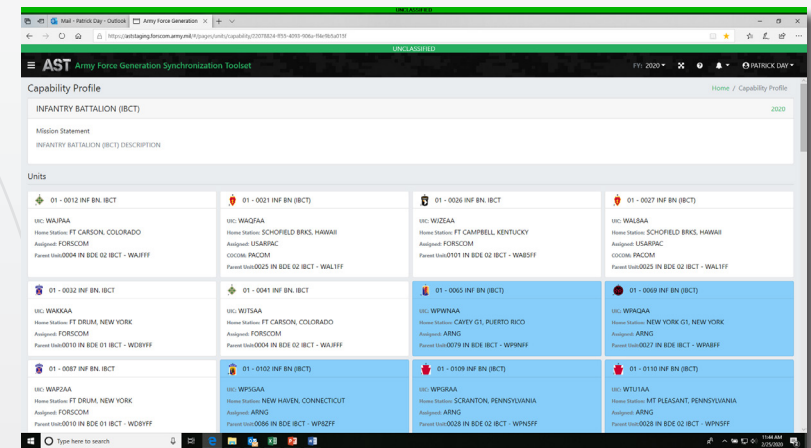 UNCLASSIFIED
Mail - Patrick Day - Outlook
Army Force Generation
UNCLASSIFIED
AST Army Force Generation Synchronization Toolset
FY: 2020
PATRICK DAY
Capability Profile
Home / Capability Profile
INFANTRY BATTALION (IBCT)
2020
Mission Statement
INFANTRY BATTALION (IBCT) DESCRIPTION
Units
01 - 0012 INF BN. IBCT
UIC: WAJPAA
Home Station: FT CARSON, COLORADO
Assigned: FORSCOM
Parent Unit:0004 IN BDE 02 IBCT - WAJFFF
01 - 0021 INF BN (IBCT)
UIC: WAQFAA
Home Station: SCHOFIELD BRKS, HAWAII
Assigned: USARPAC
COCOM: PACOM
Parent Unit:0025 IN BDE 02 IBCT - WAL1FF
01 - 0026 INF BN. IBCT
UIC: WJZEAA
Home Station: FT CAMPBELL, KENTUCKY
Assigned: FORSCOM
Parent Unit:0101 IN BDE 02 IBCT - WAB5FF
01 - 0027 INF BN (IBCT)
UIC: WAL8AA
Home Station: SCHOFIELD BRKS, HAWAII
Assigned: USARPAC
COCOM: PACOM
Parent Unit:0025 IN BDE 02 IBCT - WAL1FF
01 - 0032 INF BN. IBCT
UIC: WAKKAA
Home Station: FT DRUM, NEW YORK
Assigned: FORSCOM
Parent Unit:0010 IN BDE 01 IBCT - WD8YFF
01 - 0041 INF BN. IBCT
UIC: WJTSAA
Home Station: FT CARSON, COLORADO
Assigned: FORSCOM
Parent Unit:0004 IN BDE 02 IBCT - WAJFFF
01 - 0065 INF BN (IBCT)
UIC: WPWNAA
Home Station: CAYEY G1, PUERTO RICO
Assigned: ARNG
Parent Unit:0079 IN BDE IBCT - WP9NFF
01 - 0069 INF BN (IBCT)
UIC: WPAQAA
Home Station: NEW YORK G1, NEW YORK
Assigned: ARNG
Parent Unit:0027 IN BDE IBCT - WPABFF
01 - 0087 INF BN. IBCT
UIC: WAP2AA
Home Station: FT DRUM, NEW YORK
Assigned: FORSCOM
Parent Unit:0010 IN BDE 01 IBCT - WD8YFF
01 - 0102 INF BN (IBCT)
UIC: WP5GAA
Home Station: NEW HAVEN, CONNECTICUT
Assigned: ARNG
Parent Unit:0086 IN BDE IBCT - WP8ZFF
01 - 0109 INF BN (IBCT)
UIC: WPGRAA
Home Station: SCRANTON, PENNSYLVANIA
Assigned: ARNG
Parent Unit:0028 IN BDE 02 IBCT - WPN5FF
01 - 0110 INF BN (IBCT)
UIC: WTU1AA
Home Station: MT PLEASANT, PENNSYLVANIA
Assigned: ARNG
Parent Unit:0028 IN BDE 02 IBCT - WPN5FF
Type here to search
11:44 AM
2/25/2020